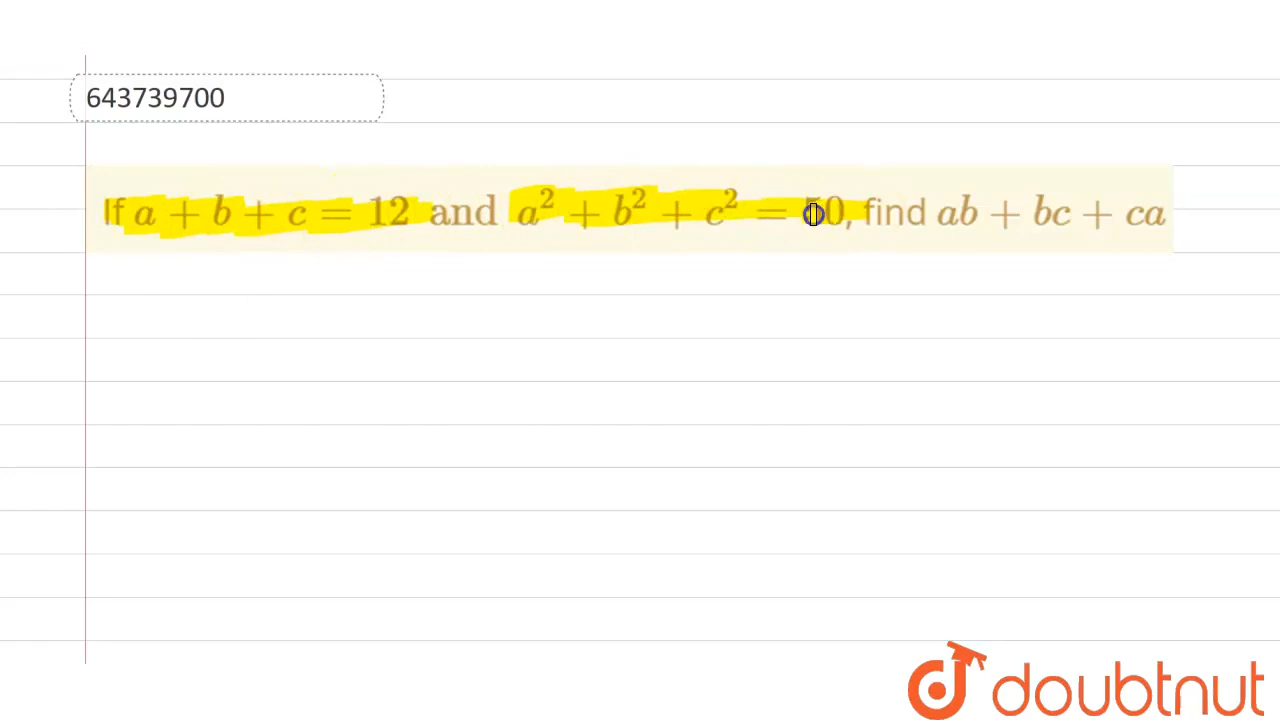 643739700
If a + b + c = 12 and a² + b² + c² = 50, find ab + bc + ca
doubtnut